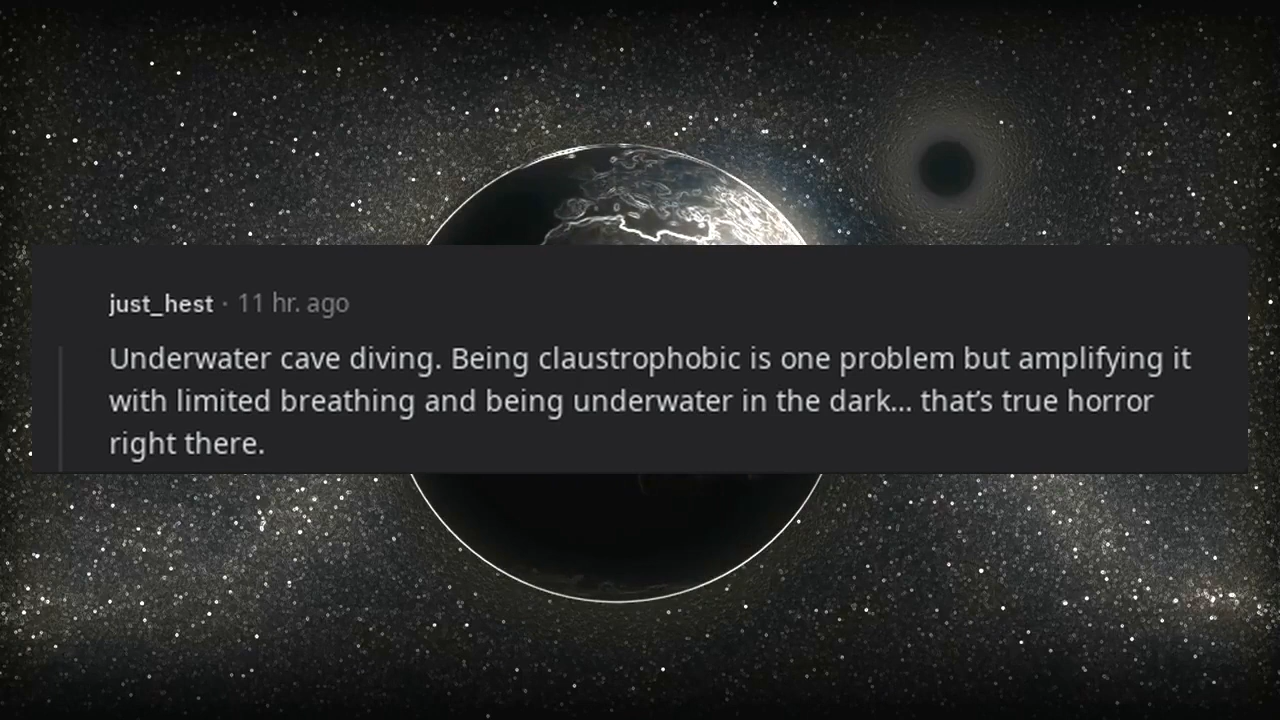 just_hest · 11 hr. ago
Underwater cave diving. Being claustrophobic is one problem but amplifying it
with limited breathing and being underwater in the dark... that’s true horror
right there.